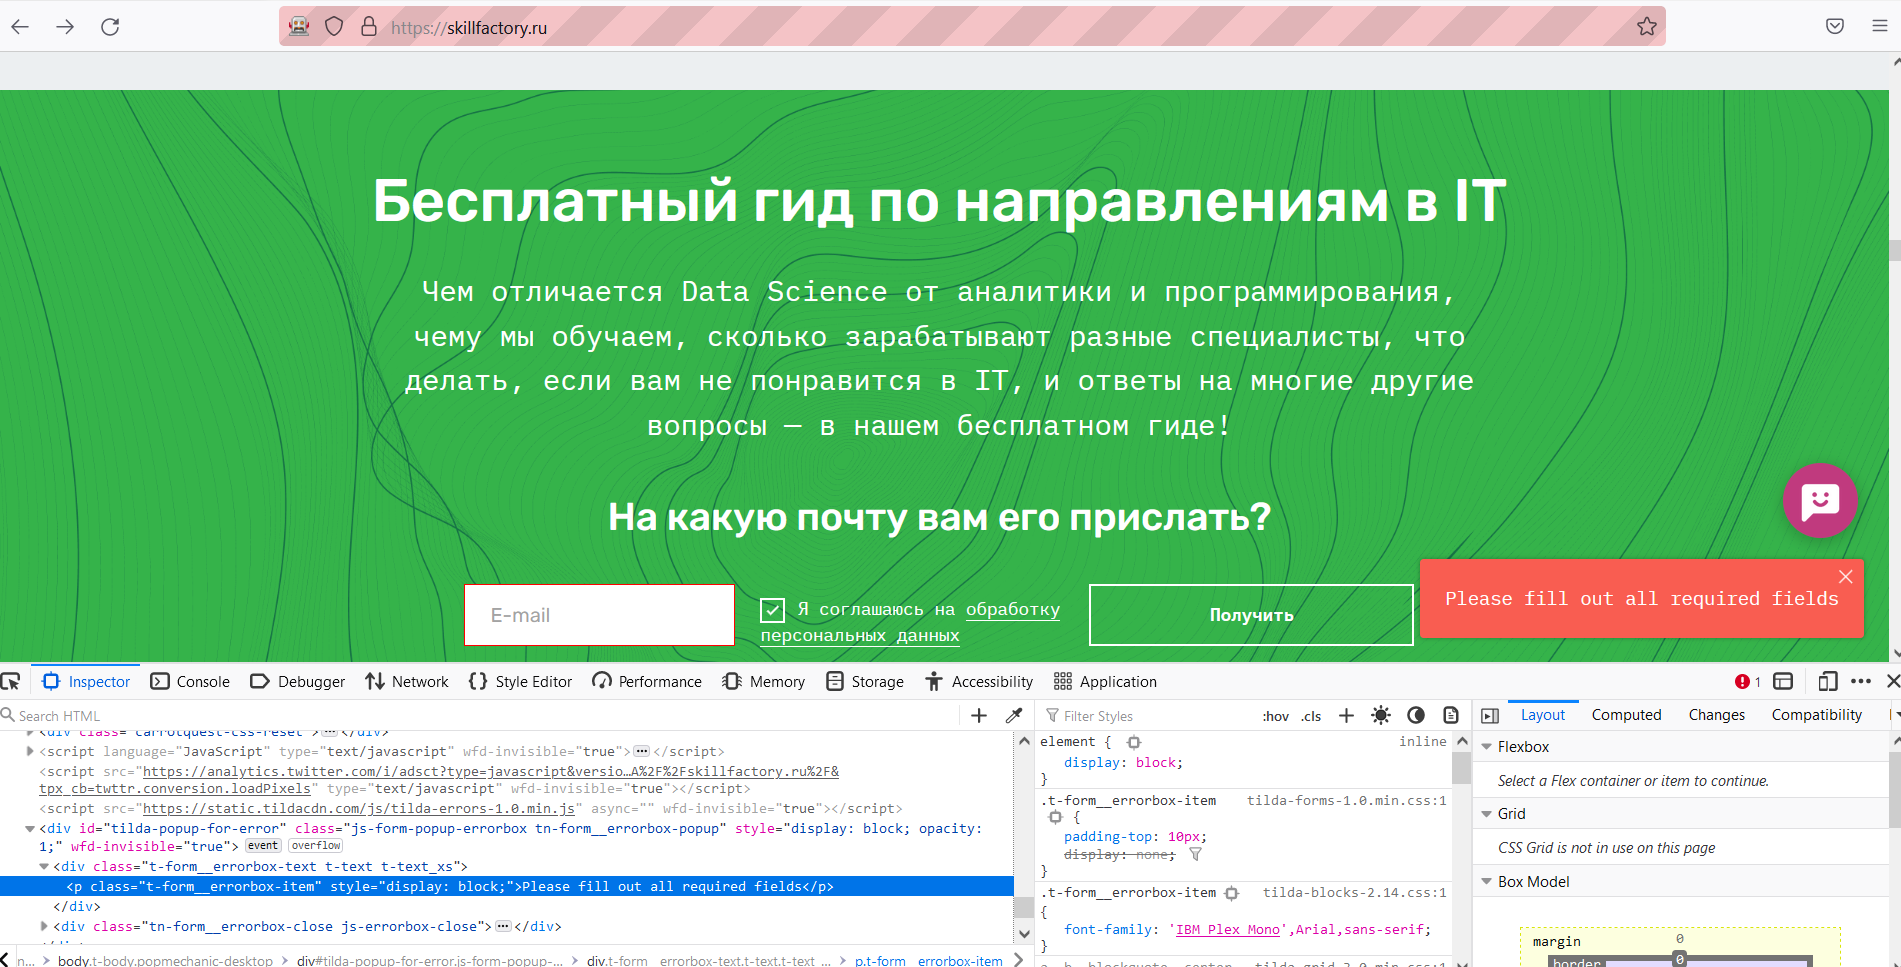 https://skillfactory.ru
Бесплатный гид по направлениям в IT
Чем отличается Data Science от аналитики и программирования,
чему мы обучаем, сколько зарабатывают разные специалисты, что
делать, если вам не понравится в IT, и ответы на многие другие
вопросы — в нашем бесплатном гиде!
На какую почту вам его прислать?
E-mail
Я соглашаюсь на обработку
персональных данных
Получить
Please fill out all required fields
Inspector Console Debugger Network Style Editor Performance Memory Storage Accessibility Application 1
Search HTML
<div class="carrotquest-css-reset"></div>
<script language="JavaScript" type="text/javascript" wfd-invisible="true"></script>
<script src="https://analytics.twitter.com/i/adsct?type=javascript&versio…A%2F%2Fskillfactory.ru%2F&
tpx_cb=twttr.conversion.loadPixels" type="text/javascript" wfd-invisible="true"></script>
<script src="https://static.tildacdn.com/js/tilda-errors-1.0.min.js" async="" wfd-invisible="true"></script>
<div id="tilda-popup-for-error" class="js-form-popup-errorbox tn-form__errorbox-popup" style="display: block; opacity:
1;" wfd-invisible="true"> event overflow
<div class="t-form__errorbox-text t-text t-text_xs">
<p class="t-form__errorbox-item" style="display: block;">Please fill out all required fields</p>
</div>
<div class="tn-form__errorbox-close js-errorbox-close"></div>
n… body.t-body.popmechanic-desktop div#tilda-popup-for-error.js-form-popup-… div.t-form__errorbox-text.t-text.t-text_… p.t-form__errorbox-item
Filter Styles :hov .cls
element { inline
display: block;
}
.t-form__errorbox-item tilda-forms-1.0.min.css:1
{
padding-top: 10px;
display: none;
}
.t-form__errorbox-item tilda-blocks-2.14.css:1
{
font-family: 'IBM Plex Mono',Arial,sans-serif;
}
Layout Computed Changes Compatibility
Flexbox
Select a Flex container or item to continue.
Grid
CSS Grid is not in use on this page
Box Model
margin 0
border 0